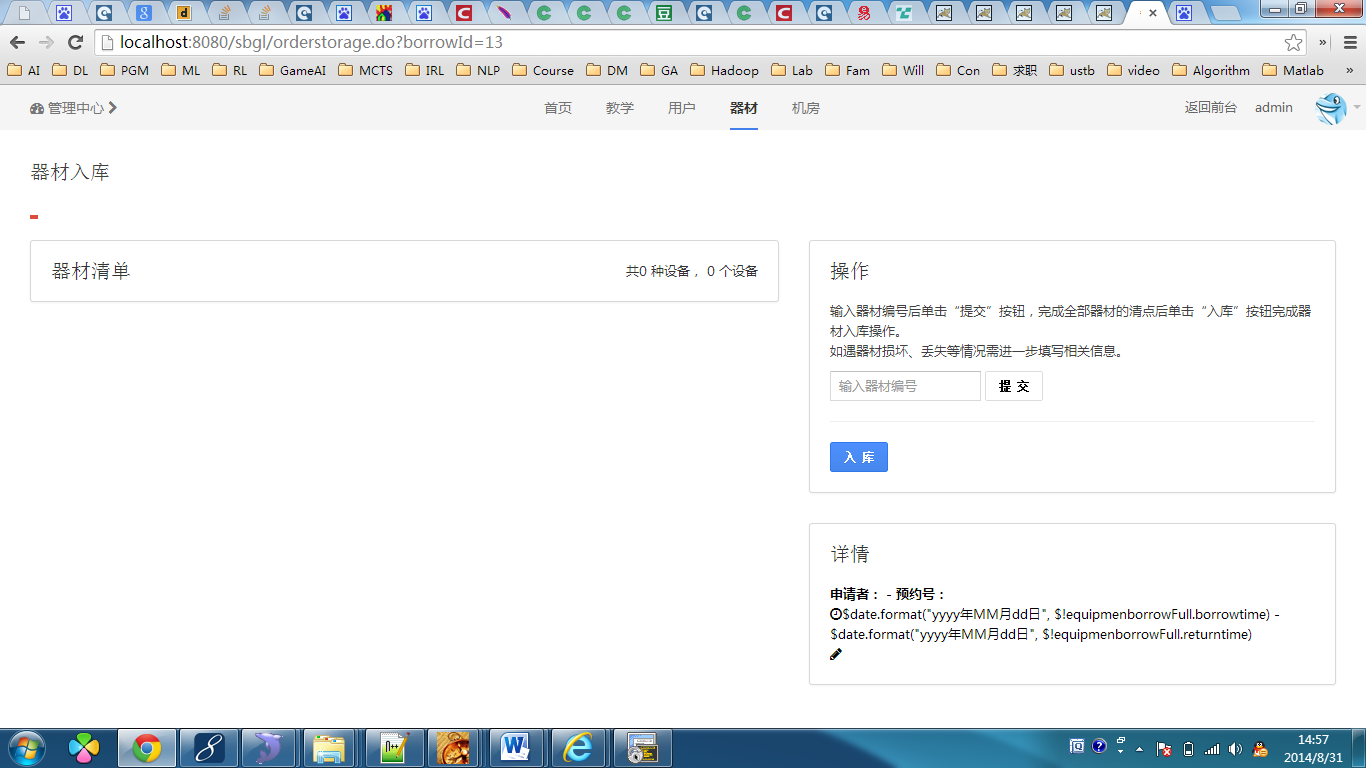 localhost:8080/sbgl/orderstorage.do?borrowId=13
»
AI DL PGM ML RL GameAI MCTS IRL NLP Course DM GA Hadoop Lab Fam Will Con 求职 ustb video Algorithm Matlab »
管理中心 首页 教学 用户 器材 机房 返回前台 admin
器材入库
-
器材清单 共0 种设备， 0 个设备
操作
输入器材编号后单击“提交”按钮，完成全部器材的清点后单击“入库”按钮完成器
材入库操作。
如遇器材损坏、丢失等情况需进一步填写相关信息。
输入器材编号 提 交
入 库
详情
申请者： - 预约号：
$date.format("yyyy年MM月dd日", $!equipmenborrowFull.borrowtime) -
$date.format("yyyy年MM月dd日", $!equipmenborrowFull.returntime)
14:57
2014/8/31